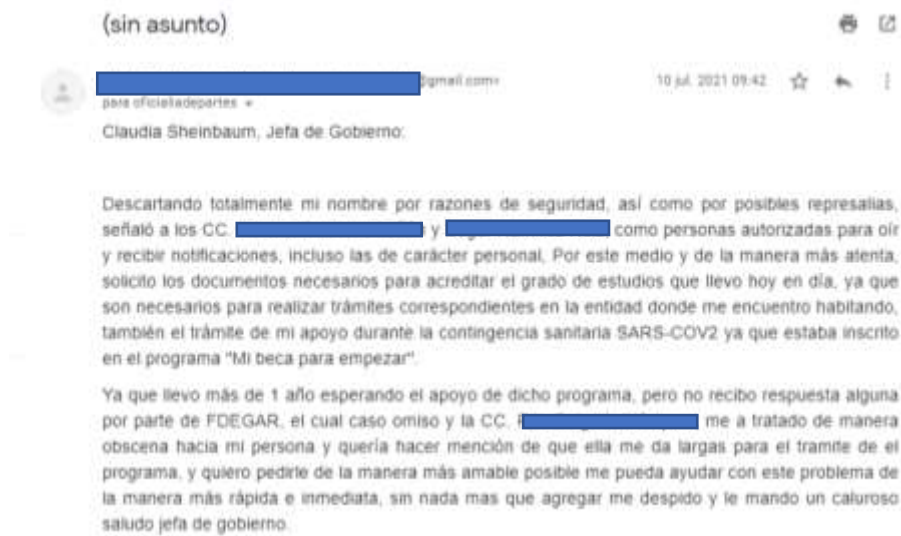 (sin asunto)
@gmail.com>
10 jul. 2021 09:42
para oficialiadepartes
Claudia Sheinbaum, Jefa de Gobierno:
Descartando totalmente mi nombre por razones de seguridad, así como por posibles represalias,
señaló a los CC. y como personas autorizadas para oír
y recibir notificaciones, incluso las de carácter personal, Por este medio y de la manera más atenta,
solicito los documentos necesarios para acreditar el grado de estudios que llevo hoy en día, ya que
son necesarios para realizar trámites correspondientes en la entidad donde me encuentro habitando,
también el trámite de mi apoyo durante la contingencia sanitaria SARS-COV2 ya que estaba inscrito
en el programa "Mi beca para empezar".
Ya que llevo más de 1 año esperando el apoyo de dicho programa, pero no recibo respuesta alguna
por parte de FDEGAR, el cual caso omiso y la CC. me a tratado de manera
obscena hacia mi persona y quería hacer mención de que ella me da largas para el tramite de el
programa, y quiero pedirle de la manera más amable posible me pueda ayudar con este problema de
la manera más rápida e inmediata, sin nada mas que agregar me despido y le mando un caluroso
saludo jefa de gobierno.